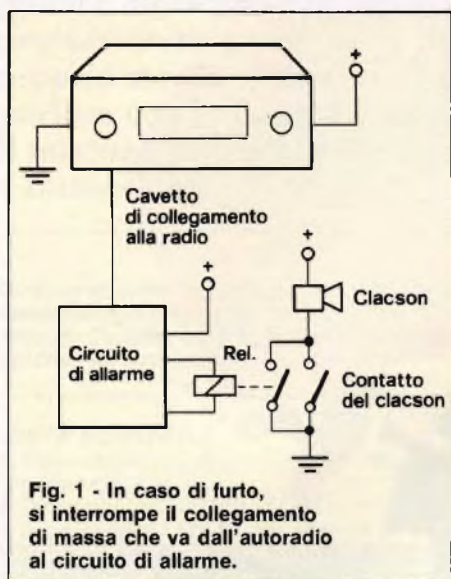 +
Cavetto
di collegamento
alla radio
+
+
Clacson
Circuito
di allarme
Rel.
Contatto
del clacson
Fig. 1 - In caso di furto,
si interrompe il collegamento
di massa che va dall'autoradio
al circuito di allarme.